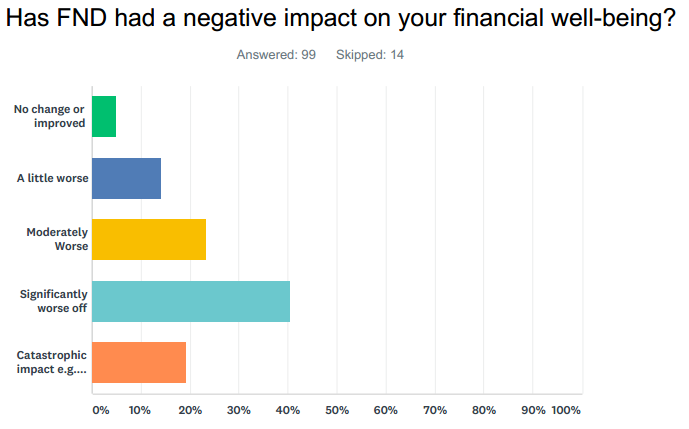 Has FND had a negative impact on your financial well-being?
Answered: 99 Skipped: 14
No change or
improved
A little worse
Moderately
Worse
Significantly
worse off
Catastrophic
impact e.g....
0% 10% 20% 30% 40% 50% 60% 70% 80% 90% 100%